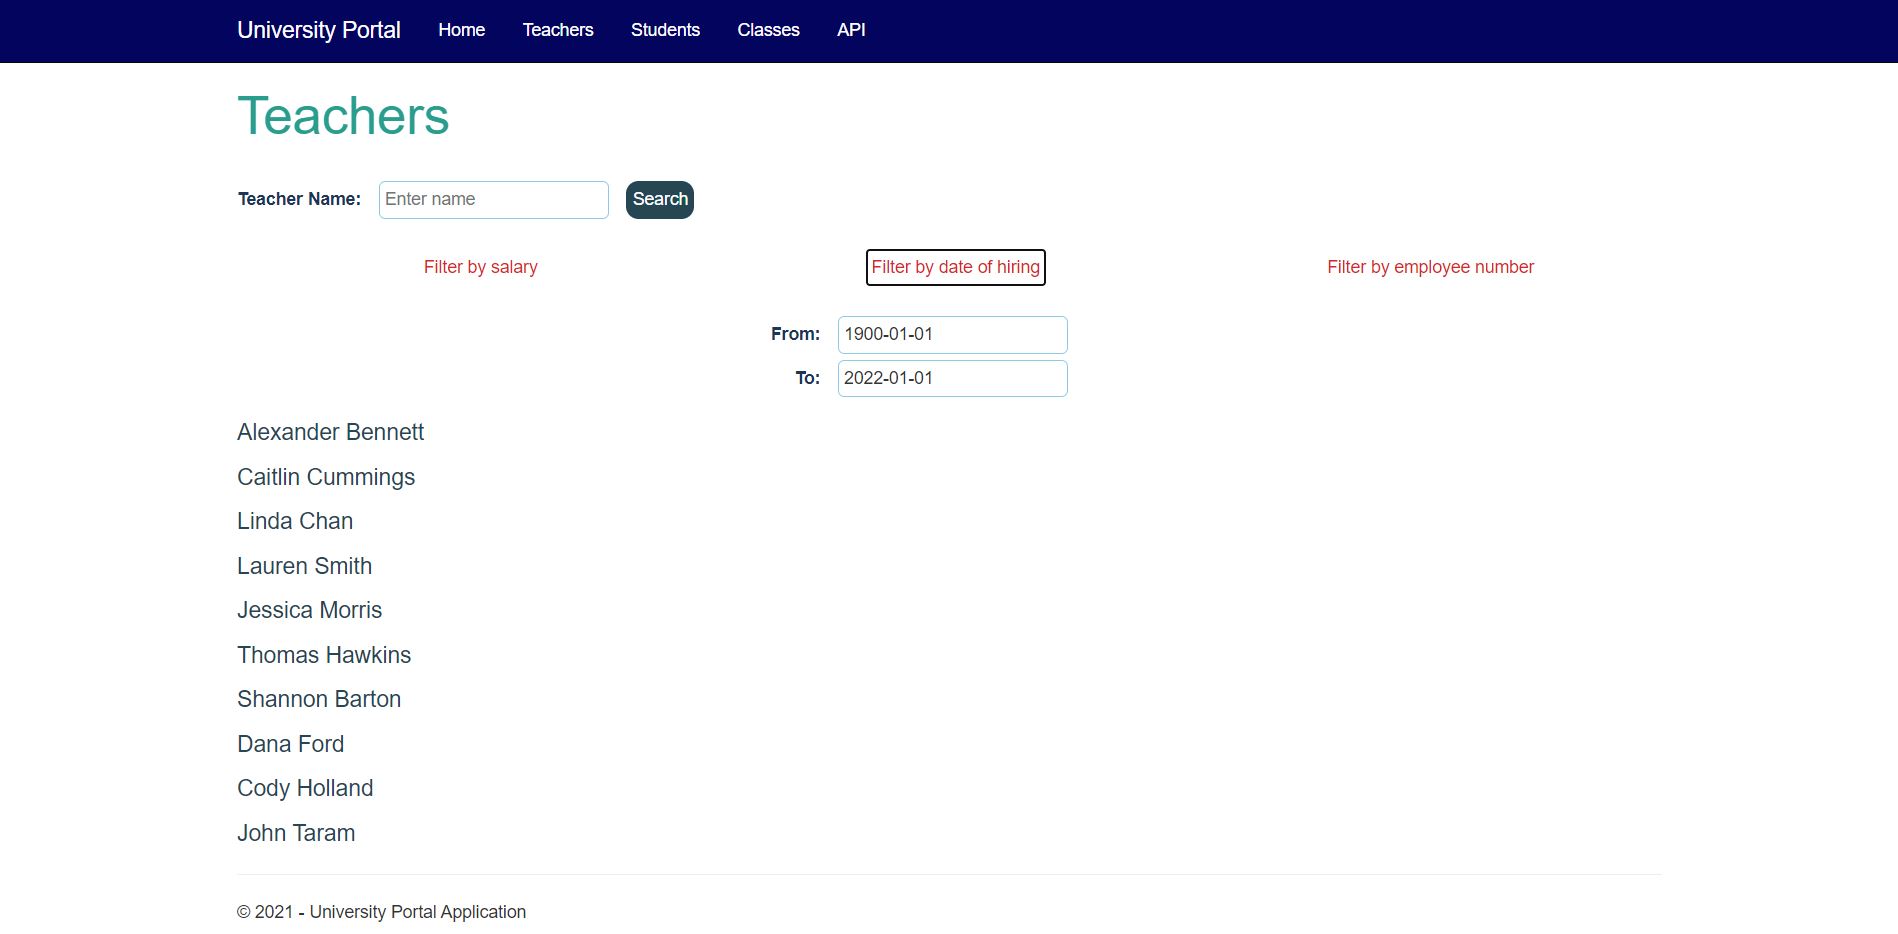 University Portal Home Teachers Students Classes API
Teachers
Teacher Name: Enter name Search
Filter by salary Filter by date of hiring Filter by employee number
From: 1900-01-01
To: 2022-01-01
Alexander Bennett
Caitlin Cummings
Linda Chan
Lauren Smith
Jessica Morris
Thomas Hawkins
Shannon Barton
Dana Ford
Cody Holland
John Taram
© 2021 - University Portal Application